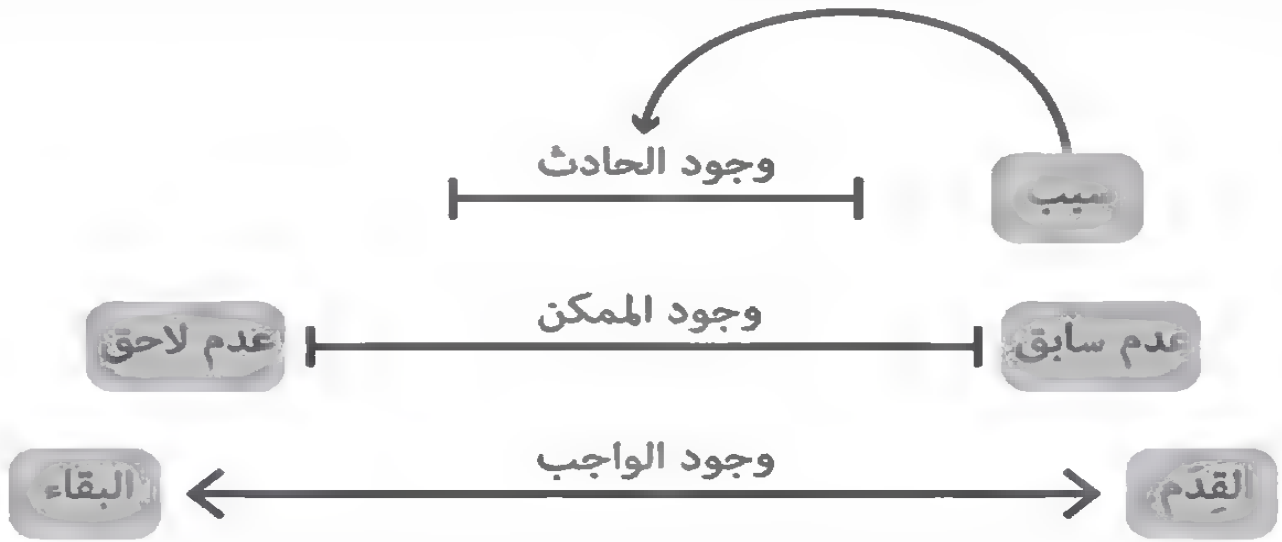 وجود الحادث
سبب
وجود الممكن
عدم سابق
عدم لاحق
وجود الواجب
القِدَم
البقاء